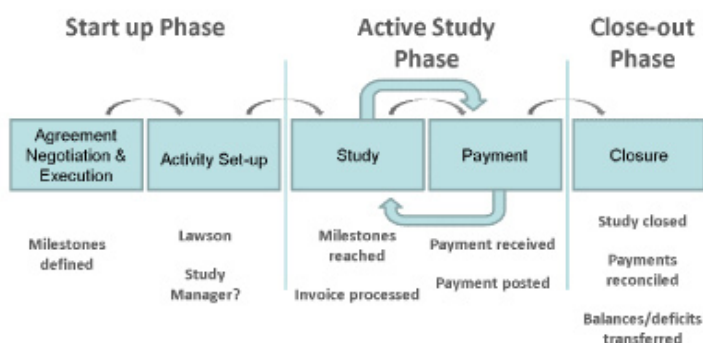 Start up Phase
Active Study
Phase
Close-out
Phase
Agreement
Negotiation &
Execution
Activity Set-up
Study
Payment
Closure
Milestones
defined
Lawson
Study
Manager?
Milestones
reached
Invoice processed
Payment received
Payment posted
Study closed
Payments
reconciled
Balances/deficits
transferred